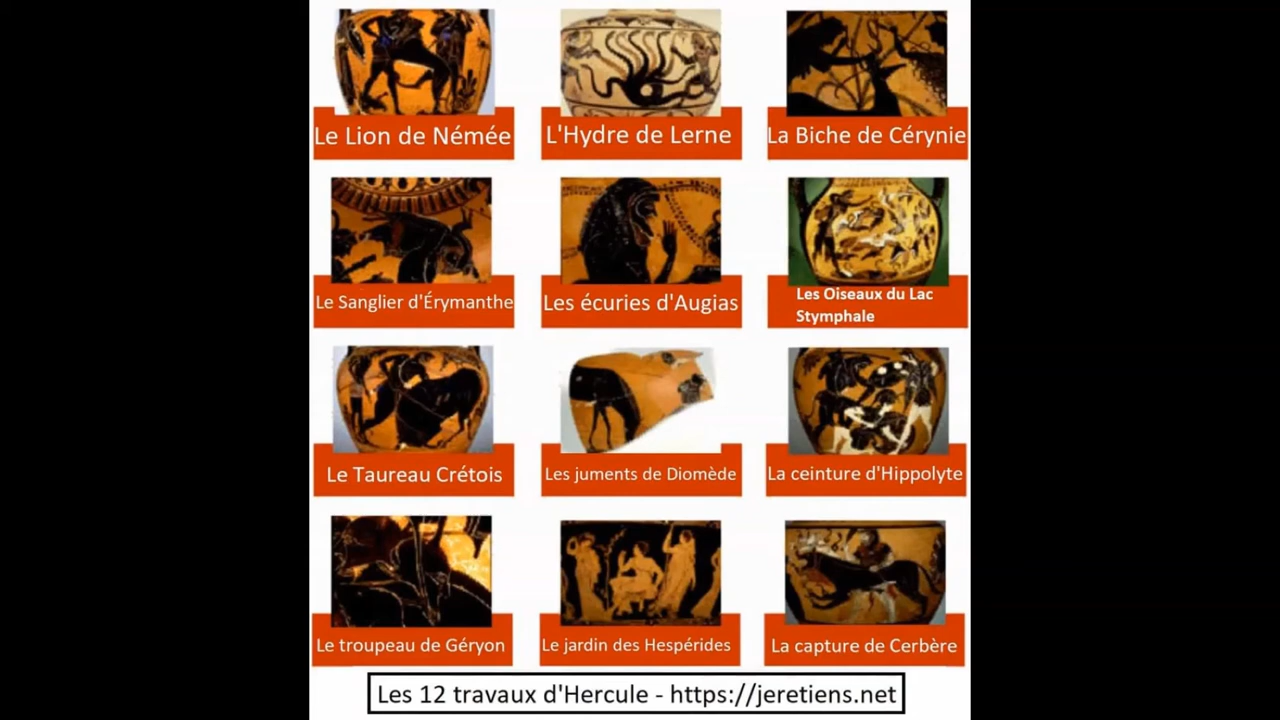 Le Lion de Némée
L'Hydre de Lerne
La Biche de Cérynie
Le Sanglier d'Érymanthe
Les écuries d'Augias
Les Oiseaux du Lac
Stymphale
Le Taureau Crétois
Les juments de Diomède
La ceinture d'Hippolyte
Le troupeau de Géryon
Le jardin des Hespérides
La capture de Cerbère
Les 12 travaux d'Hercule - https://jeretiens.net